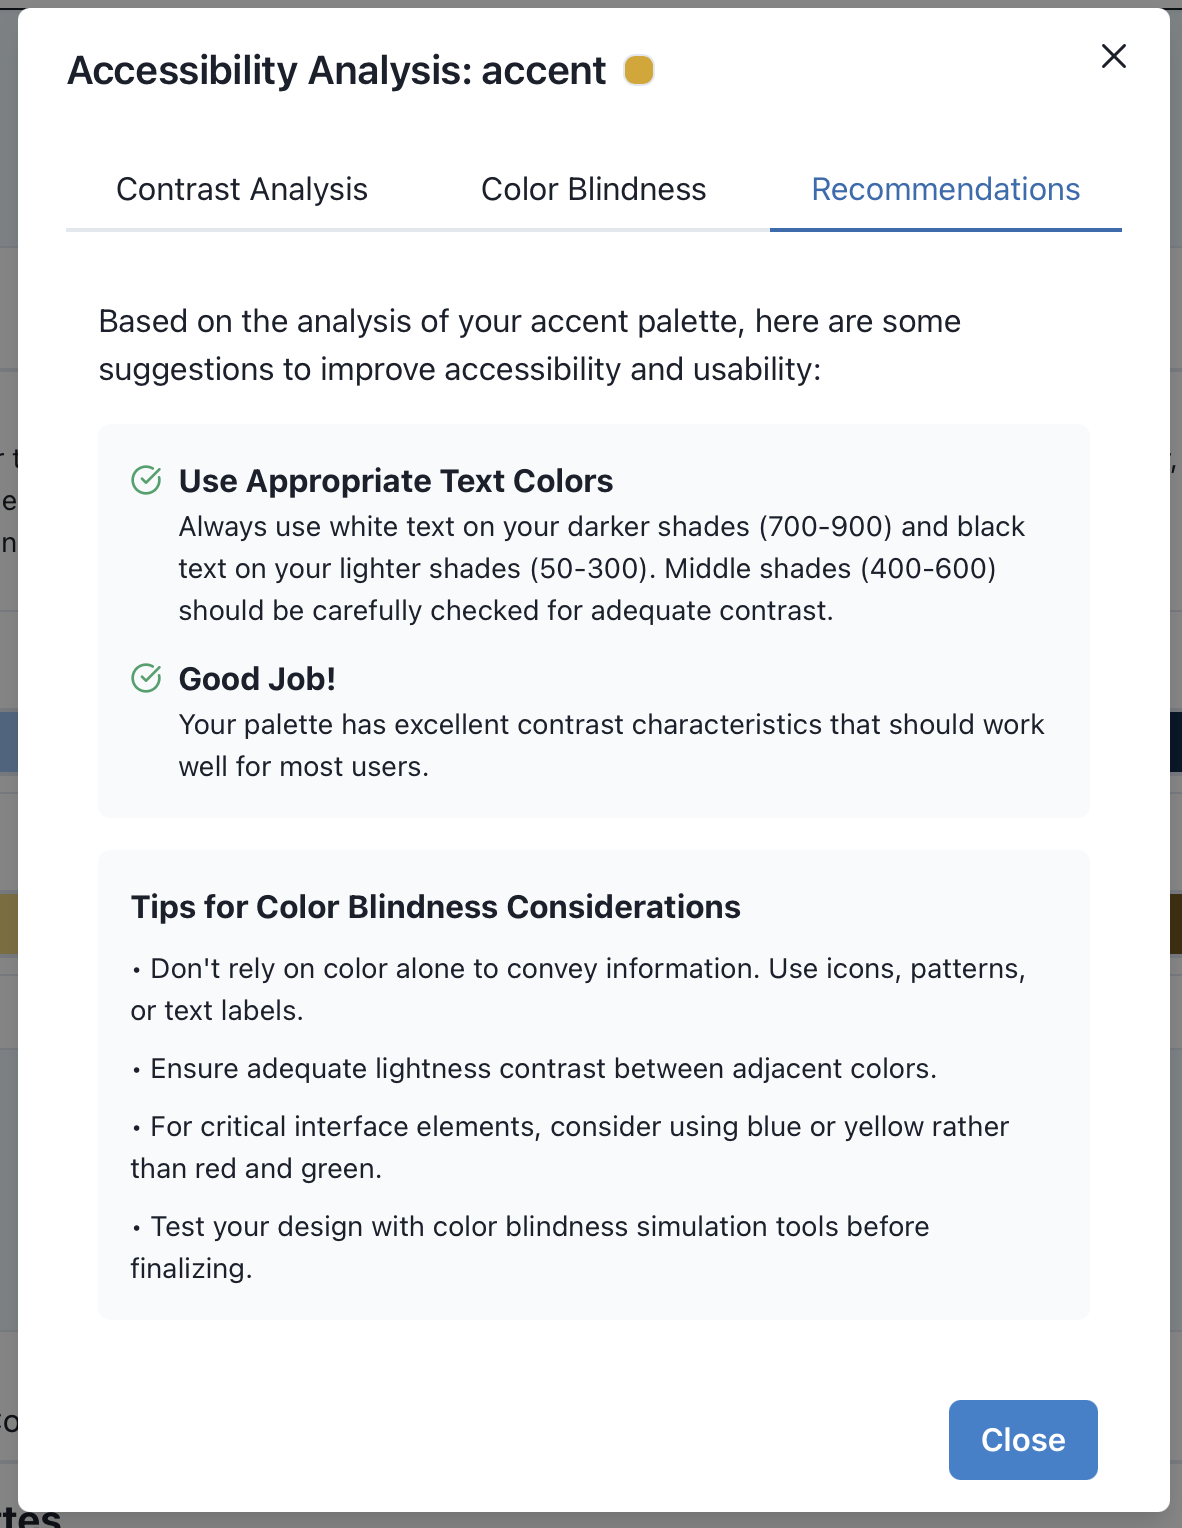 Accessibility Analysis: accent
Contrast Analysis
Color Blindness
Recommendations
Based on the analysis of your accent palette, here are some
suggestions to improve accessibility and usability:
Use Appropriate Text Colors
Always use white text on your darker shades (700-900) and black
text on your lighter shades (50-300). Middle shades (400-600)
should be carefully checked for adequate contrast.
Good Job!
Your palette has excellent contrast characteristics that should work
well for most users.
Tips for Color Blindness Considerations
• Don't rely on color alone to convey information. Use icons, patterns,
or text labels.
• Ensure adequate lightness contrast between adjacent colors.
• For critical interface elements, consider using blue or yellow rather
than red and green.
• Test your design with color blindness simulation tools before
finalizing.
Close